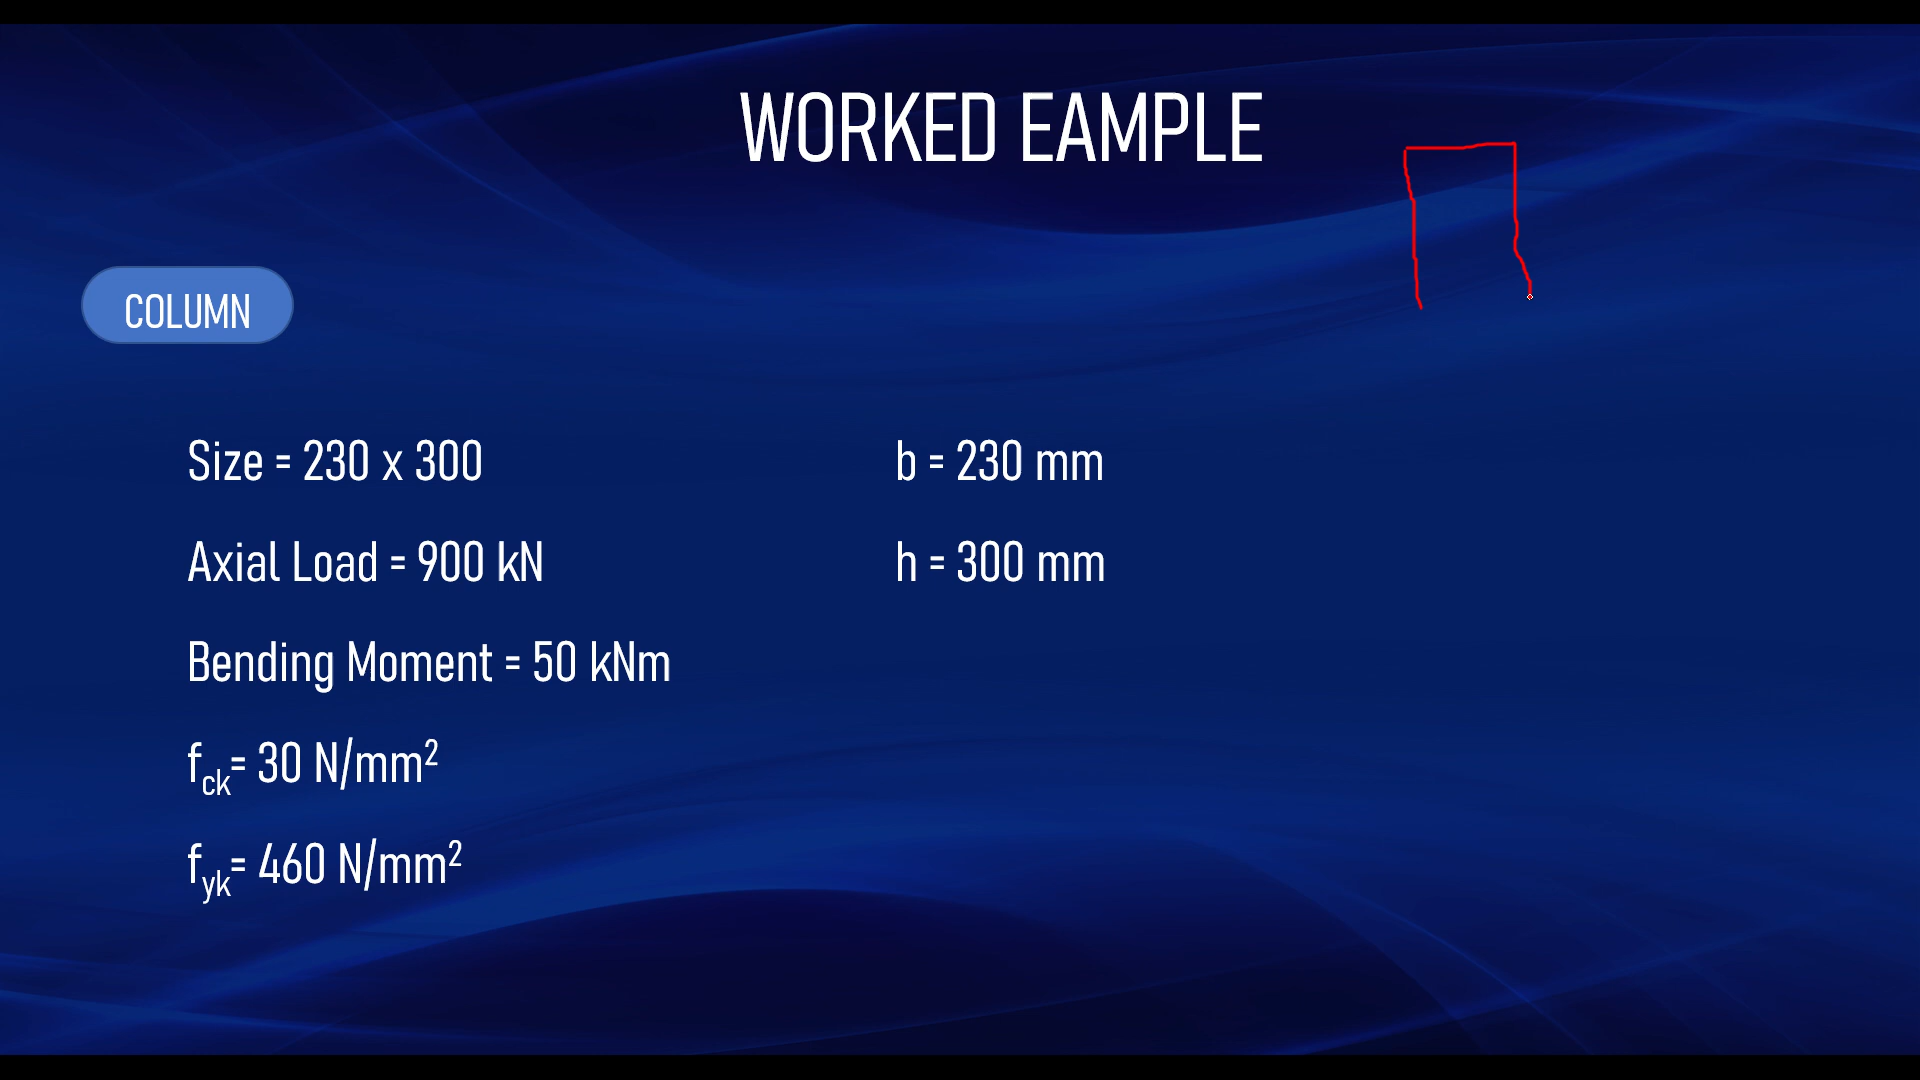 WORKED EAMPLE
COLUMN
Size = 230 x 300
b = 230 mm
Axial Load = 900 kN
h = 300 mm
Bending Moment = 50 kNm
fck= 30 N/mm²
fyk= 460 N/mm²